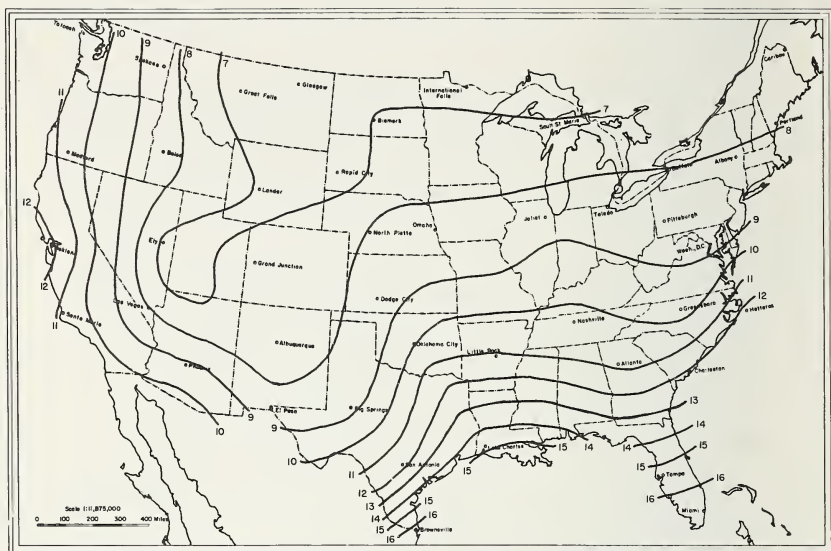 Tatoosh
10
9
8
7
Spokane
Great Falls
Glasgow
International
Falls
Caribou
11
Bismark
Sault St Marie
7
Portland
8
Medford
Boise
Buffalo
Albany
Lander
Rapid City
12
Oakland
Ely
North Platte
Omaha
Joliet
Toledo
Pittsburgh
9
Wash., D.C.
10
Grand Junction
12
Dodge City
11
12
Las Vegas
Santa Maria
11
Nashville
Greensboro
Hatteras
Albuquerque
Oklahoma City
Little Rock
Atlanta
Phoenix
Charleston
El Paso
Big Springs
9
13
10
9
14
10
14
14
Lake Charles
15
15
15
San Antonio
11
Tampa
12
16
13
15
16
Scale 1:11,875,000
14
Miami
0 100 200 300 400 Miles
15
16
Brownsville
16